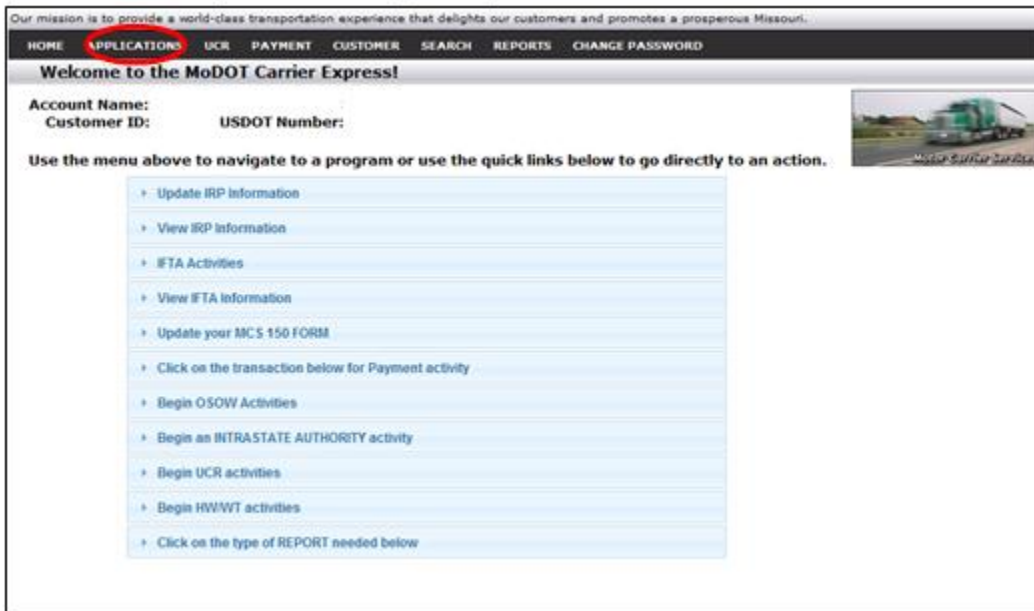 Our mission is to provide a world-class transportation experience that delights our customers and promotes a prosperous Missouri.
HOME APPLICATIONS UCR PAYMENT CUSTOMER SEARCH REPORTS CHANGE PASSWORD
Welcome to the MoDOT Carrier Express!
Account Name:
Customer ID: USDOT Number:
Motor Carrier Services
Use the menu above to navigate to a program or use the quick links below to go directly to an action.
Update IRP Information
View IRP Information
IFTA Activities
View IFTA Information
Update your MCS 150 FORM
Click on the transaction below for Payment activity
Begin OSOW Activities
Begin an INTRASTATE AUTHORITY activity
Begin UCR activities
Begin HW/WT activities
Click on the type of REPORT needed below